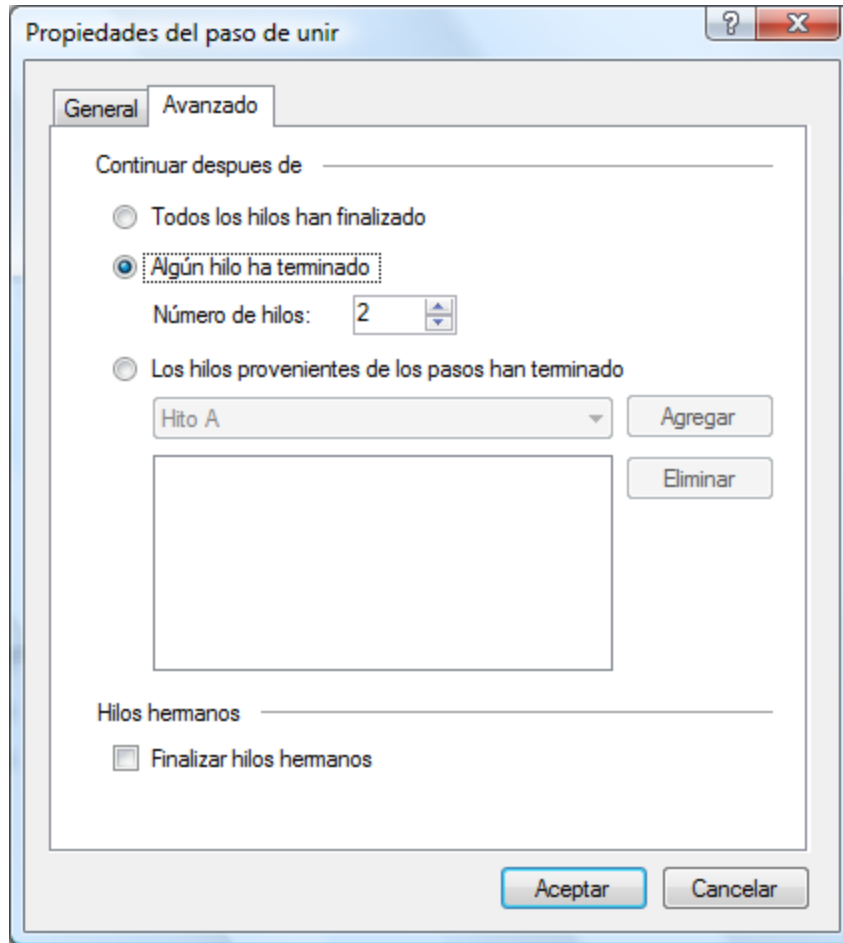 Propiedades del paso de unir
General Avanzado
Continuar despues de
Todos los hilos han finalizado
Algún hilo ha terminado
Número de hilos: 2
Los hilos provenientes de los pasos han terminado
Hito A Agregar
Eliminar
Hilos hermanos
Finalizar hilos hermanos
Aceptar Cancelar